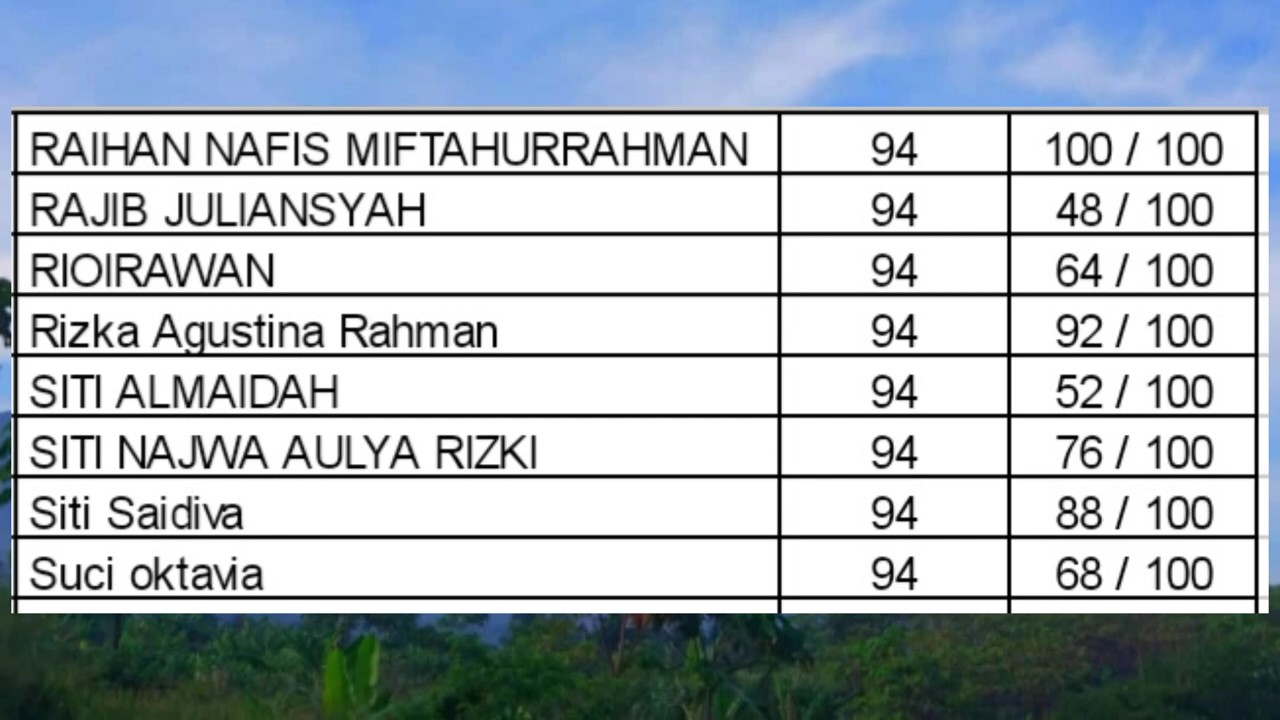 RAIHAN NAFIS MIFTAHURRAHMAN 94 100 / 100
RAJIB JULIANSYAH 94 48 / 100
RIOIRAWAN 94 64 / 100
Rizka Agustina Rahman 94 92 / 100
SITI ALMAIDAH 94 52 / 100
SITI NAJWA AULYA RIZKI 94 76 / 100
Siti Saidiva 94 88 / 100
Suci oktavia 94 68 / 100